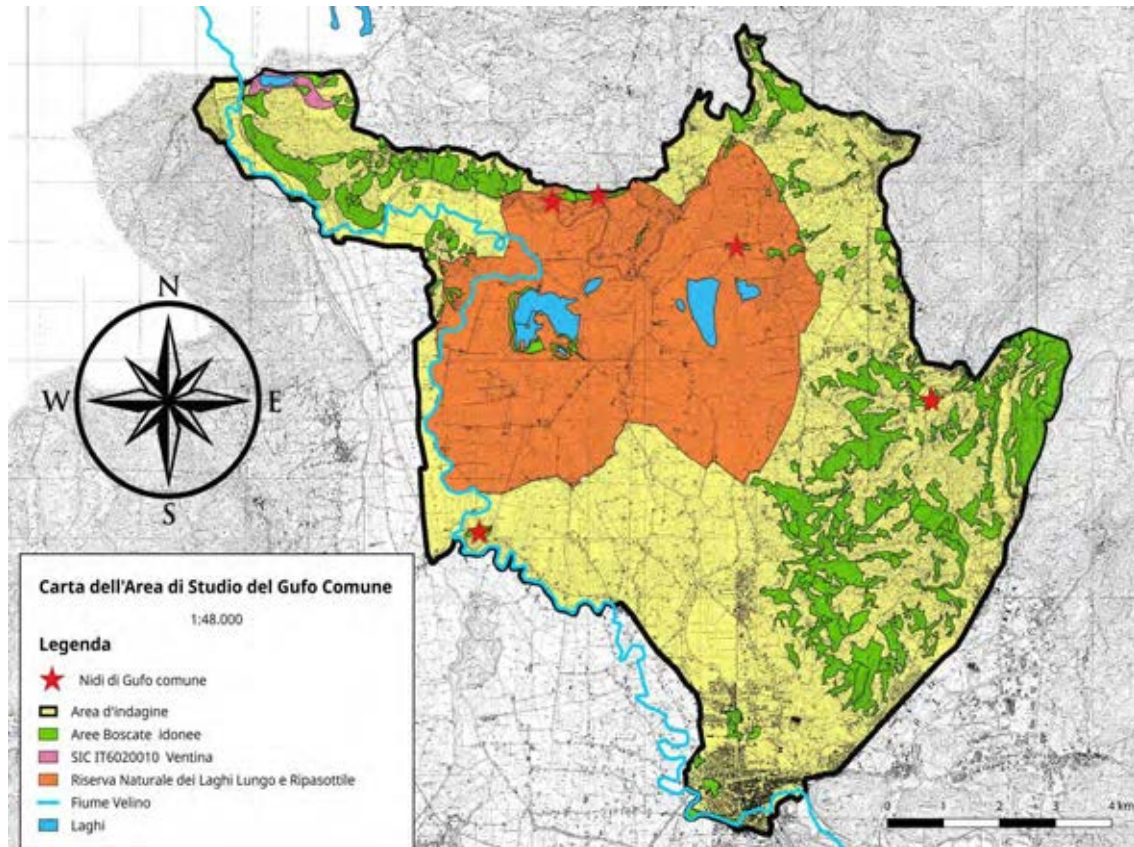 N
W
E
S
Carta dell'Area di Studio del Gufo Comune
1:48.000
Legenda
Nidi di Gufo comune
Area d'indagine
Aree Boscate idonee
SIC IT6020010 Ventina
Riserva Naturale dei Laghi Lungo e Ripasottile
Fiume Velino
Laghi
0 1 2 3 4 km